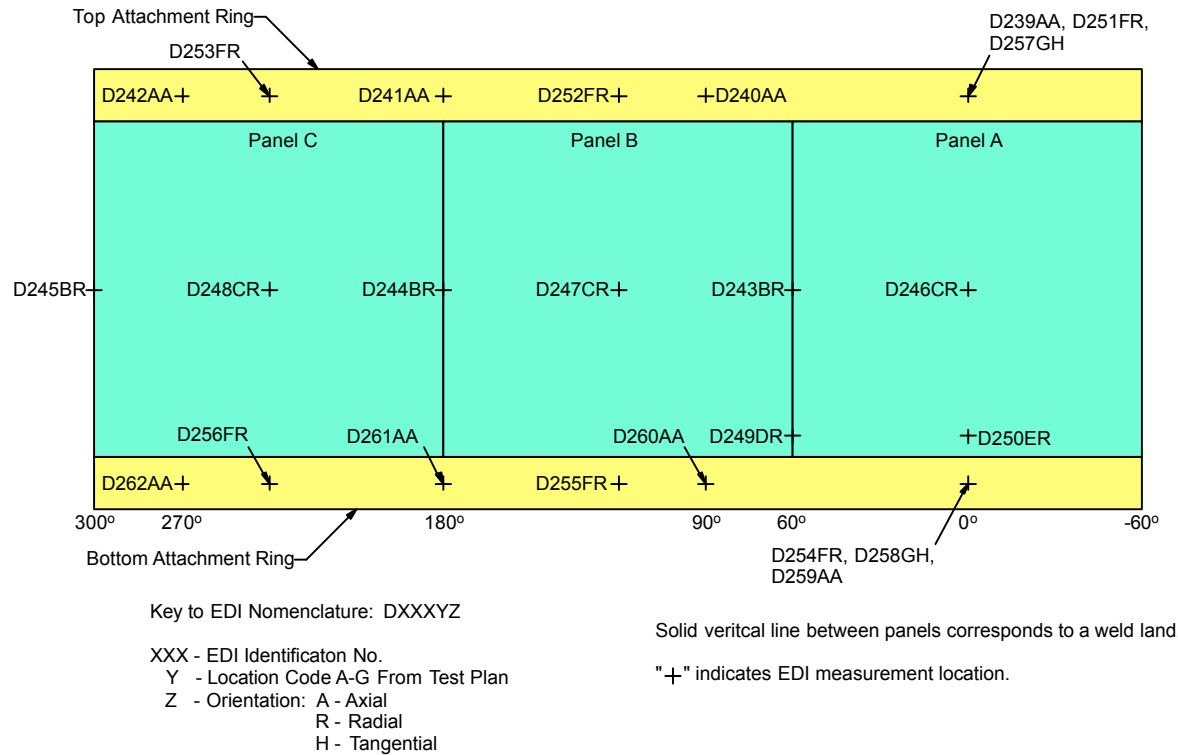 Top Attachment Ring
D253FR
D239AA, D251FR,
D257GH
D242AA
D241AA
D252FR
D240AA
Panel C
Panel B
Panel A
D245BR
D248CR
D244BR
D247CR
D243BR
D246CR
D256FR
D261AA
D260AA
D249DR
D250ER
D262AA
D255FR
300º
270º
180º
90º
60º
0º
-60º
Bottom Attachment Ring
D254FR, D258GH,
D259AA
Key to EDI Nomenclature: DXXXYZ
XXX - EDI Identificaton No.
Y - Location Code A-G From Test Plan
Z - Orientation: A - Axial
R - Radial
H - Tangential
Solid veritcal line between panels corresponds to a weld land
"+" indicates EDI measurement location.